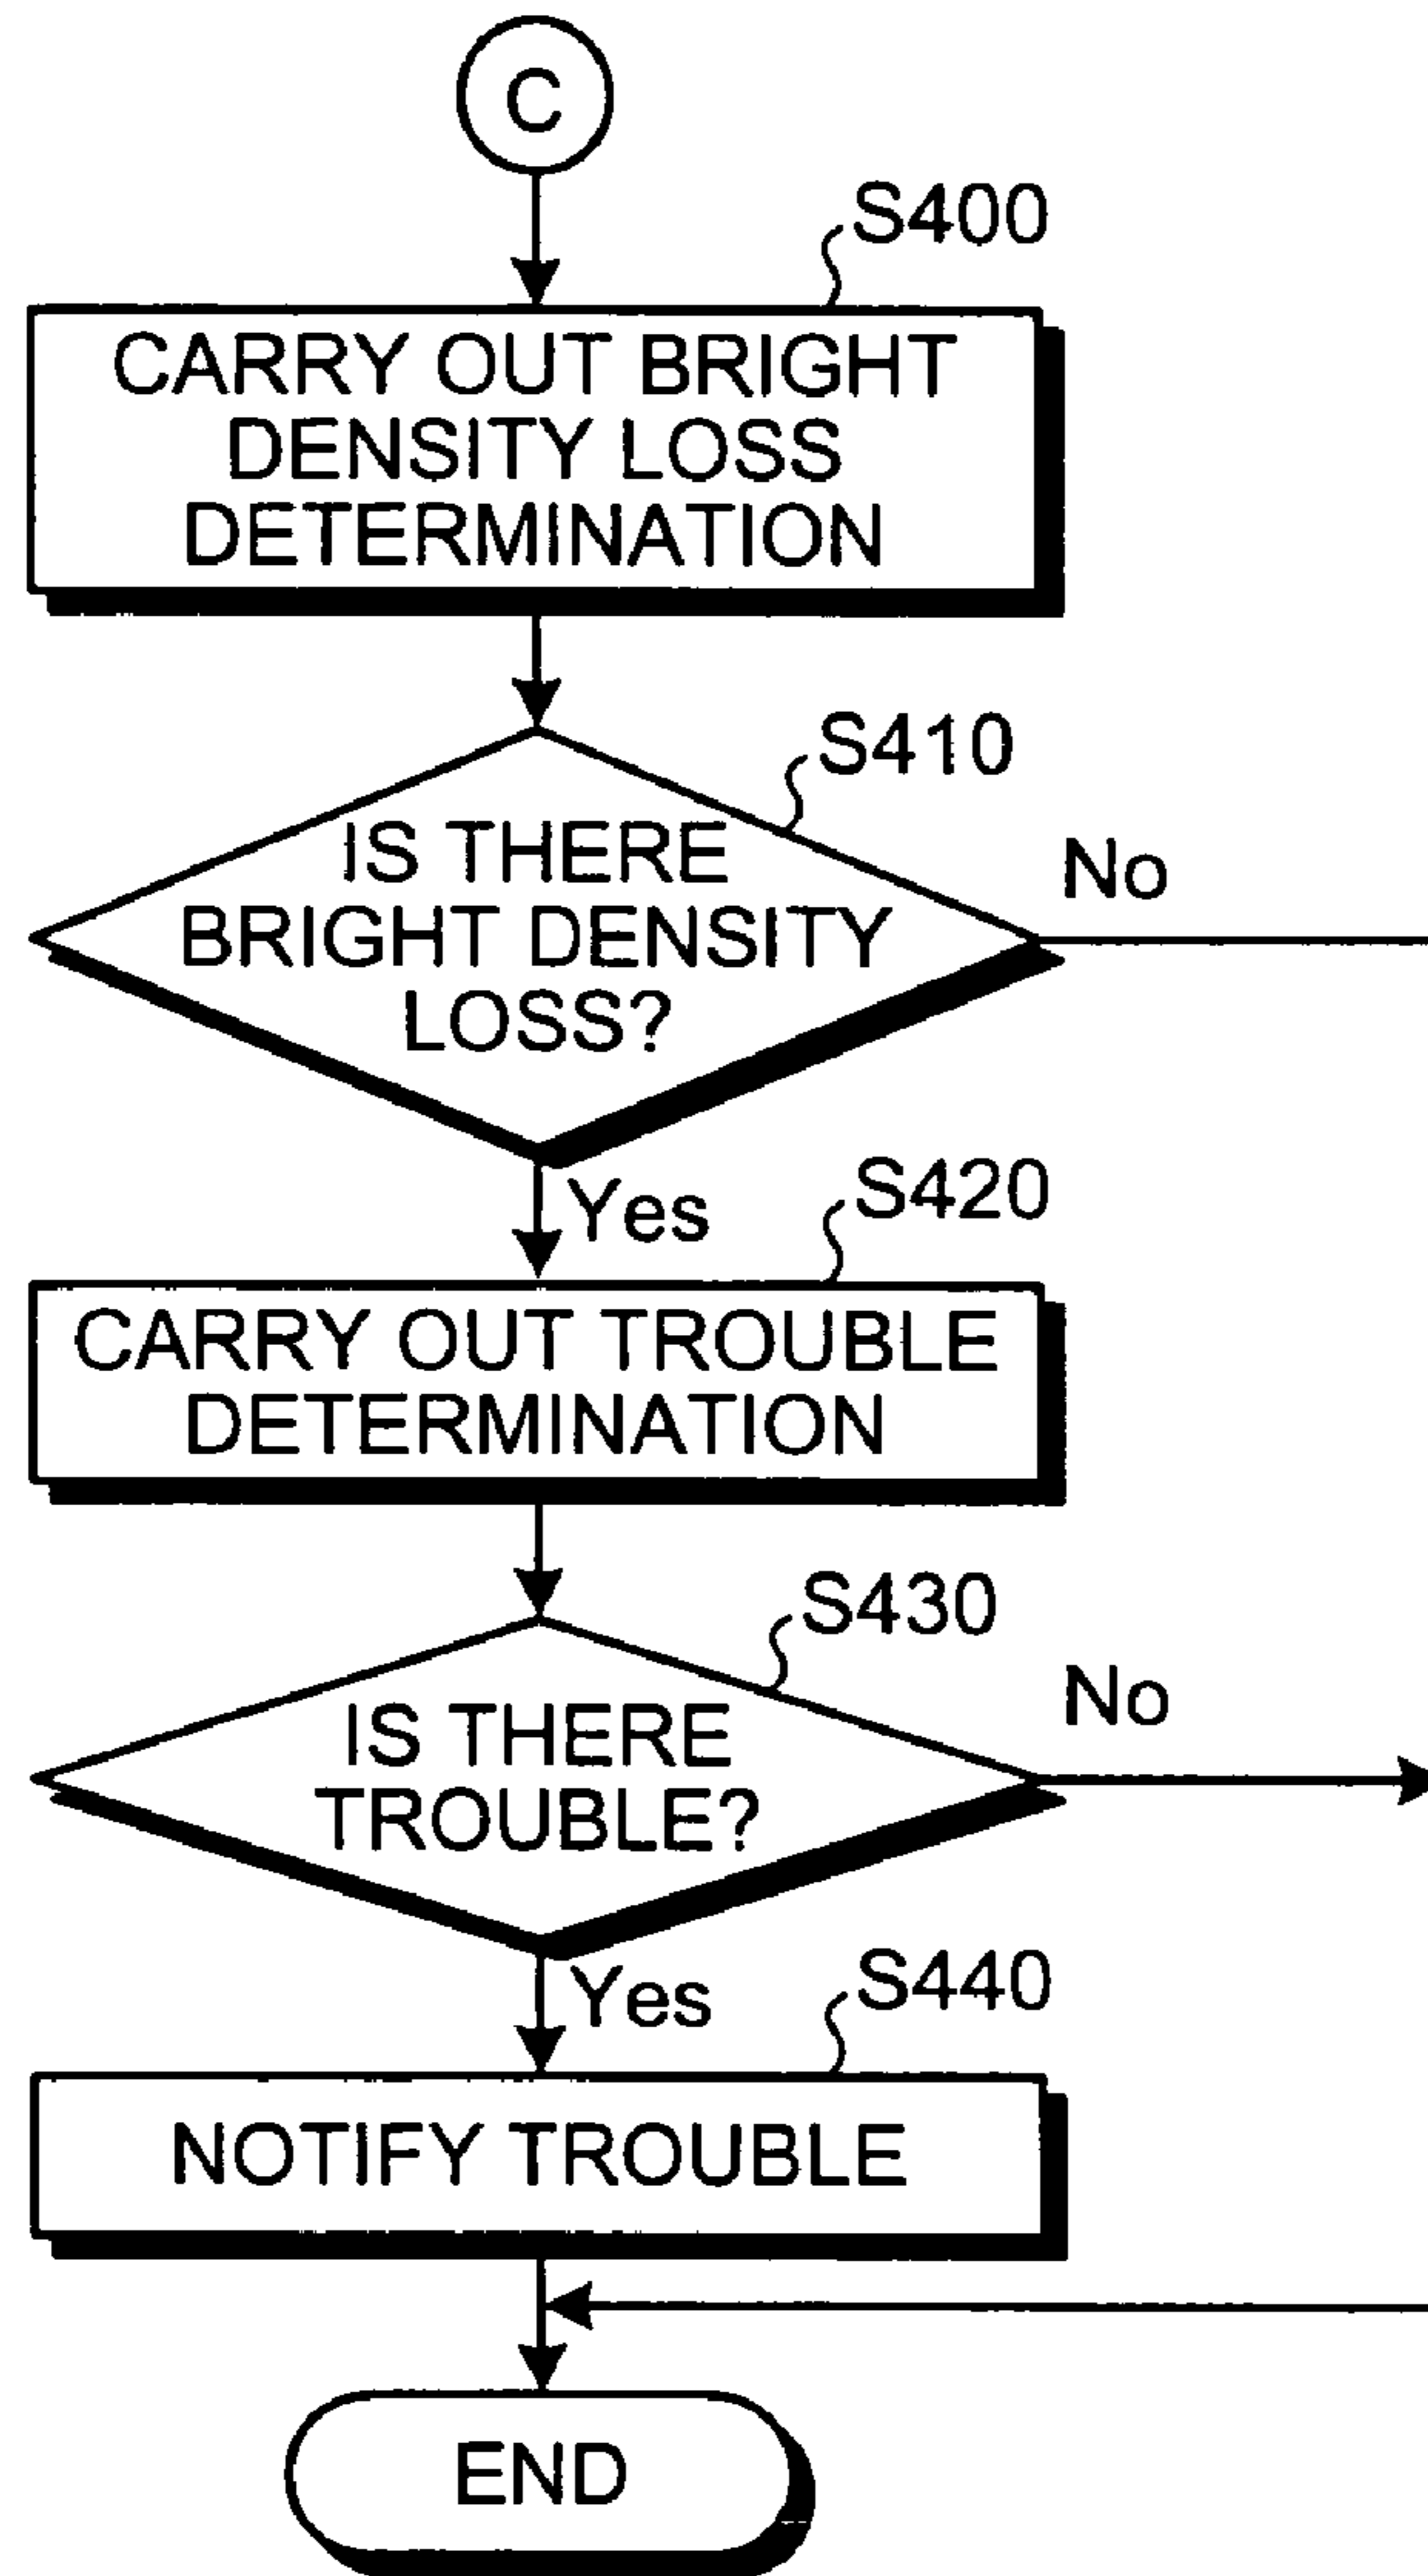 C
S400
CARRY OUT BRIGHT
DENSITY LOSS
DETERMINATION
S410
IS THERE
BRIGHT DENSITY
LOSS?
No
Yes
S420
CARRY OUT TROUBLE
DETERMINATION
S430
IS THERE
TROUBLE?
No
Yes
S440
NOTIFY TROUBLE
END